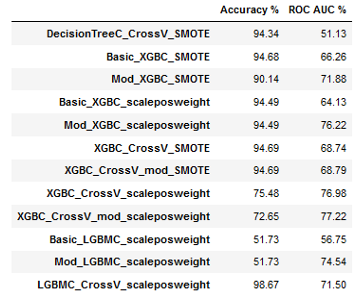 Accuracy % ROC AUC %
DecisionTreeC_CrossV_SMOTE 94.34 51.13
Basic_XGBC_SMOTE 94.68 66.26
Mod_XGBC_SMOTE 90.14 71.88
Basic_XGBC_scaleposweight 94.49 64.13
Mod_XGBC_scaleposweight 94.49 76.22
XGBC_CrossV_SMOTE 94.69 68.74
XGBC_CrossV_mod_SMOTE 94.69 68.79
XGBC_CrossV_scaleposweight 75.48 76.98
XGBC_CrossV_mod_scaleposweight 72.65 77.22
Basic_LGBMC_scaleposweight 51.73 56.75
Mod_LGBMC_scaleposweight 51.73 74.54
LGBMC_CrossV_scaleposweight 98.67 71.50